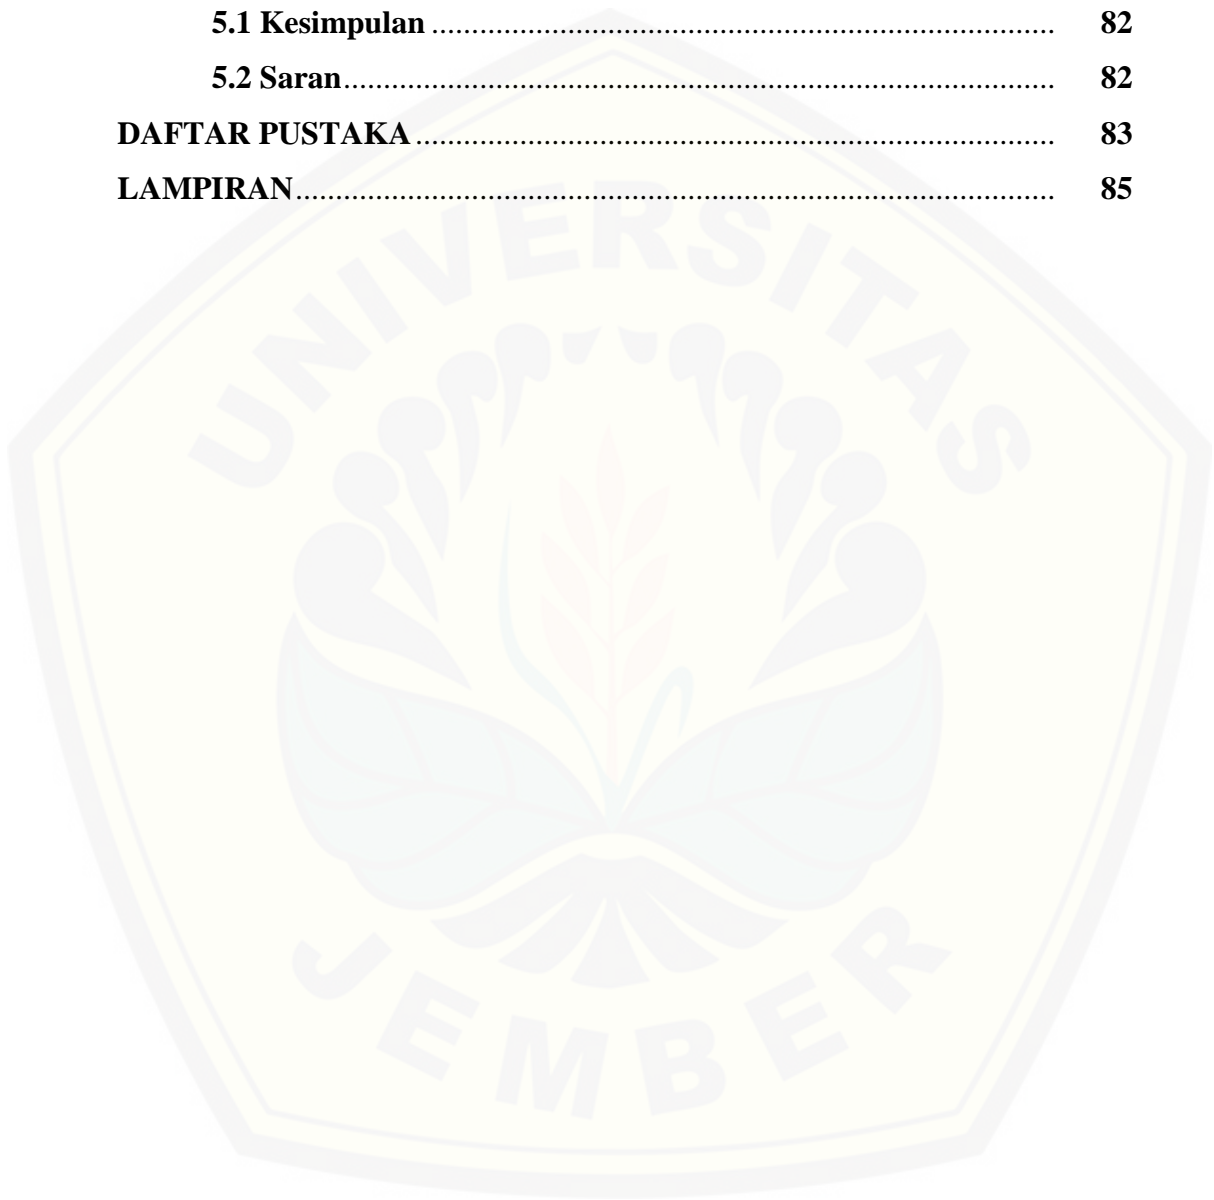 5.1 Kesimpulan ........................................................................... 82
5.2 Saran...................................................................................... 82
DAFTAR PUSTAKA ............................................................................. 83
LAMPIRAN............................................................................................ 85
UNIVERSITAS
JEMBER